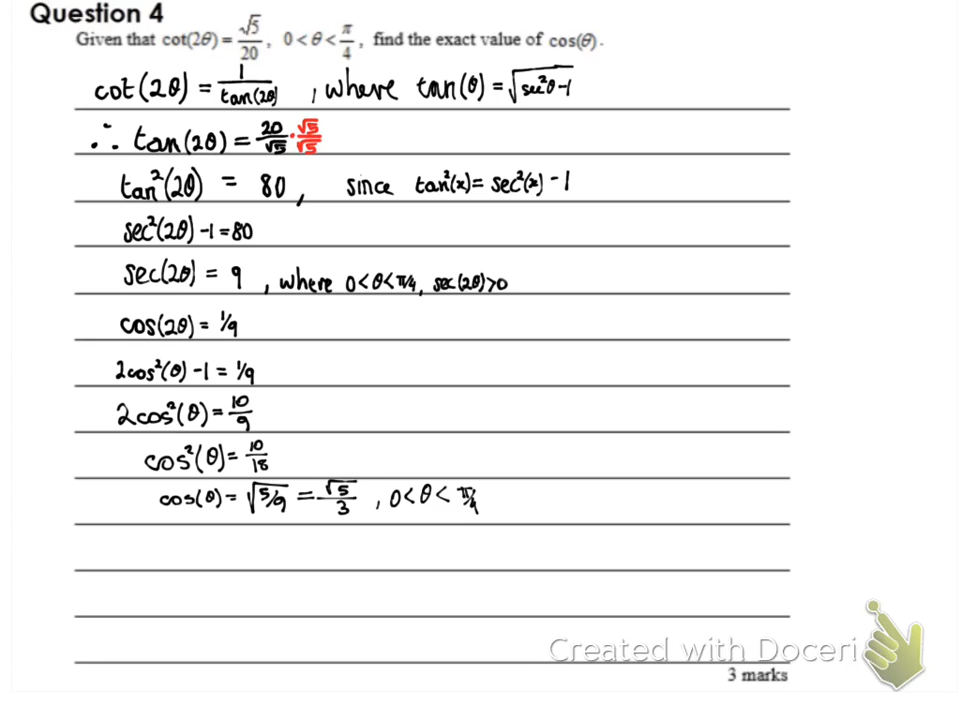 Question 4
Given that cot(2θ) = √5/20, 0 < θ < π/4, find the exact value of cos(θ).
cot(2θ) = 1/tan(2θ) , where tan(θ) = √(sec²θ-1)
∴ tan(2θ) = 20/√5 · √5/√5
tan²(2θ) = 80, since tan²(x) = sec²(x) - 1
sec²(2θ) - 1 = 80
sec(2θ) = 9 , where 0 < θ < π/4, sec(2θ) > 0
cos(2θ) = 1/9
2cos²(θ) - 1 = 1/9
2cos²(θ) = 10/9
cos²(θ) = 10/18
cos(θ) = √(5/9) = √5/3 , 0 < θ < π/4
Created with Doceri
3 marks